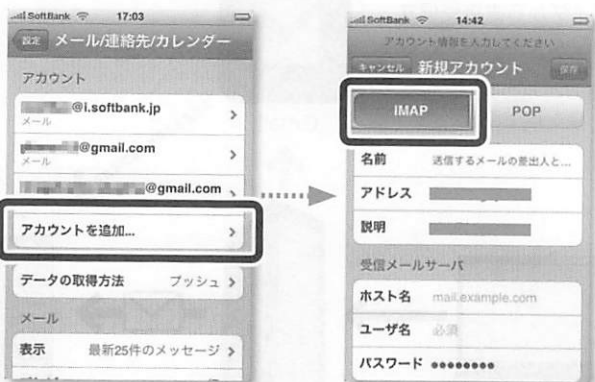 SoftBank 17:03
設定 メール/連絡先/カレンダー
アカウント
@i.softbank.jp
メール
@gmail.com
メール
@gmail.com
アカウントを追加...
データの取得方法 プッシュ
メール
表示 最新25件のメッセージ
SoftBank 14:42
アカウント情報を入力してください
キャンセル 新規アカウント 保存
IMAP POP
名前 送信するメールの差出人と...
アドレス
説明
受信メールサーバ
ホスト名 mail.example.com
ユーザ名 必須
パスワード ●●●●●●●●